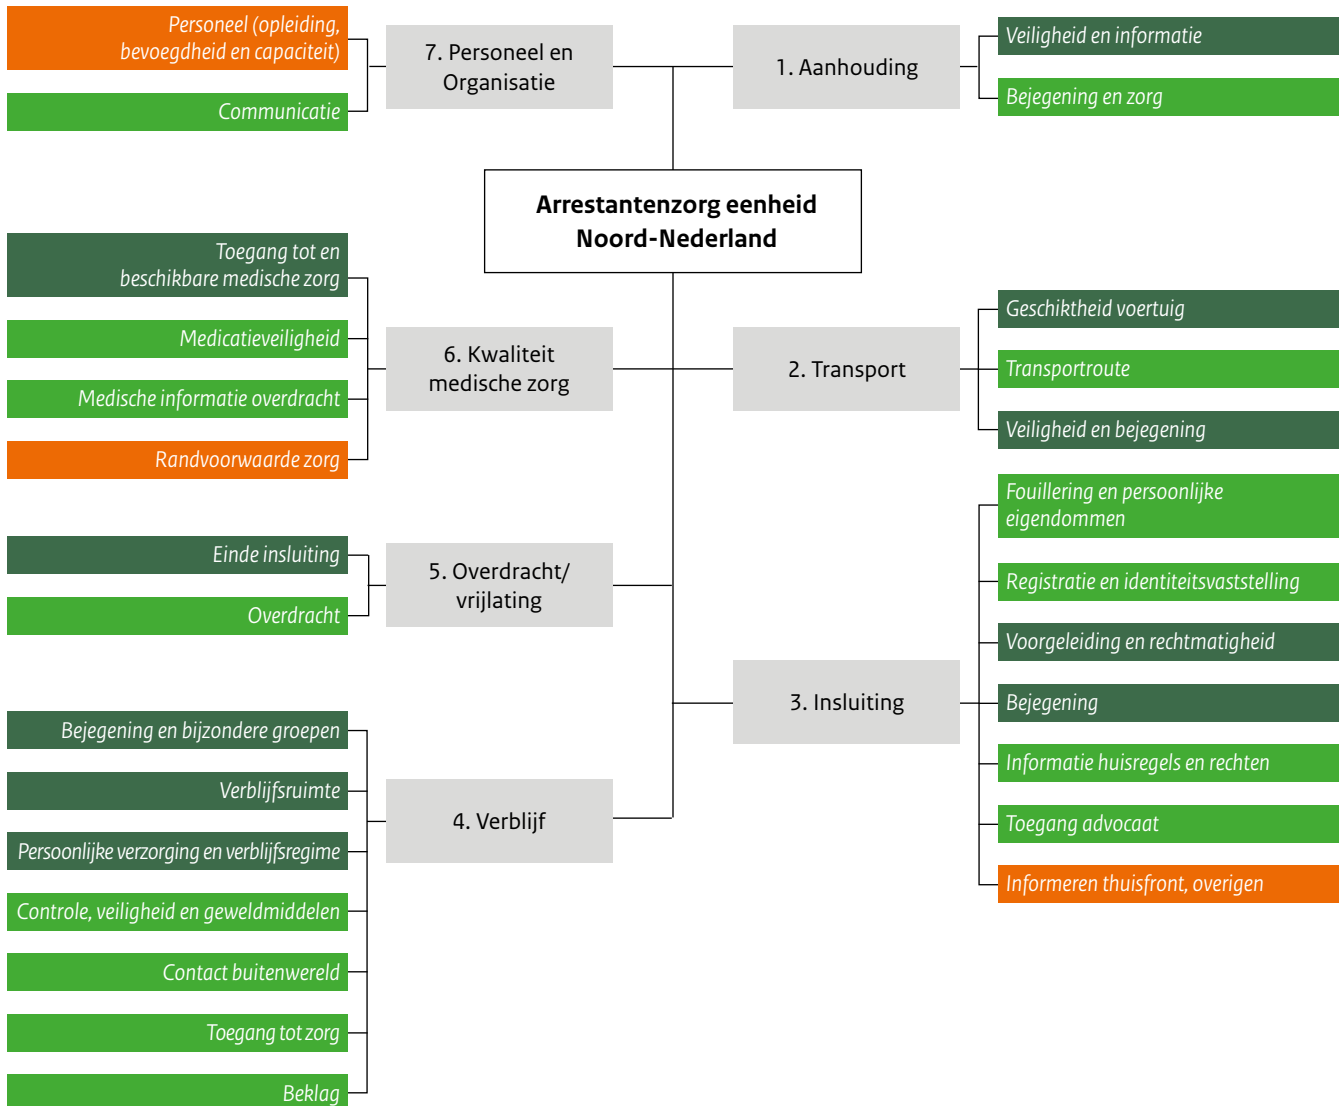 Arrestantenzorg eenheid
Noord-Nederland
1. Aanhouding
Veiligheid en informatie
Bejegening en zorg
2. Transport
Geschiktheid voertuig
Transportroute
Veiligheid en bejegening
3. Insluiting
Fouillering en persoonlijke
eigendommen
Registratie en identiteitsvaststelling
Voorgeleiding en rechtmatigheid
Bejegening
Informatie huisregels en rechten
Toegang advocaat
Informeren thuisfront, overigen
4. Verblijf
Bejegening en bijzondere groepen
Verblijfsruimte
Persoonlijke verzorging en verblijfsregime
Controle, veiligheid en geweldmiddelen
Contact buitenwereld
Toegang tot zorg
Beklag
5. Overdracht/
vrijlating
Einde insluiting
Overdracht
6. Kwaliteit
medische zorg
Toegang tot en
beschikbare medische zorg
Medicatieveiligheid
Medische informatie overdracht
Randvoorwaarde zorg
7. Personeel en
Organisatie
Personeel (opleiding,
bevoegdheid en capaciteit)
Communicatie